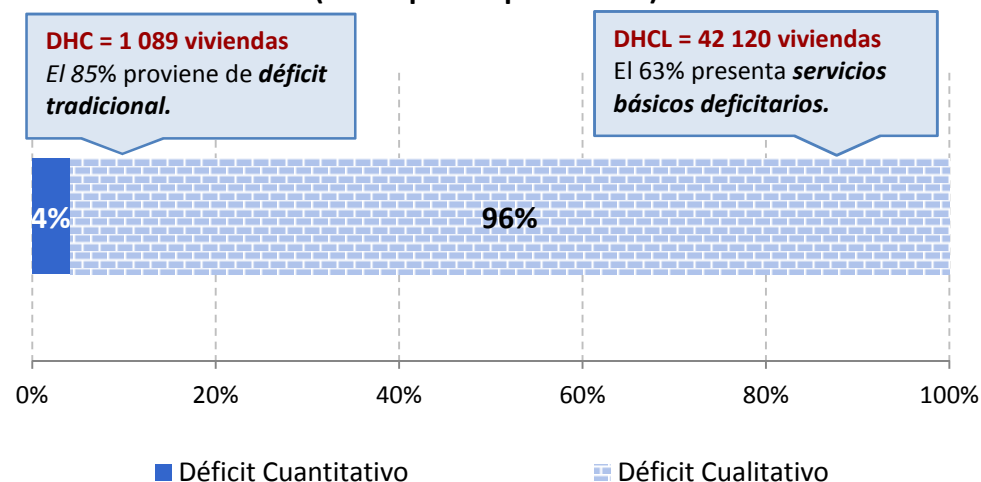 DHC = 1 089 viviendas
El 85% proviene de déficit
tradicional.
DHCL = 42 120 viviendas
El 63% presenta servicios
básicos deficitarios.
4%
96%
0%
20%
40%
60%
80%
100%
Déficit Cuantitativo
Déficit Cualitativo